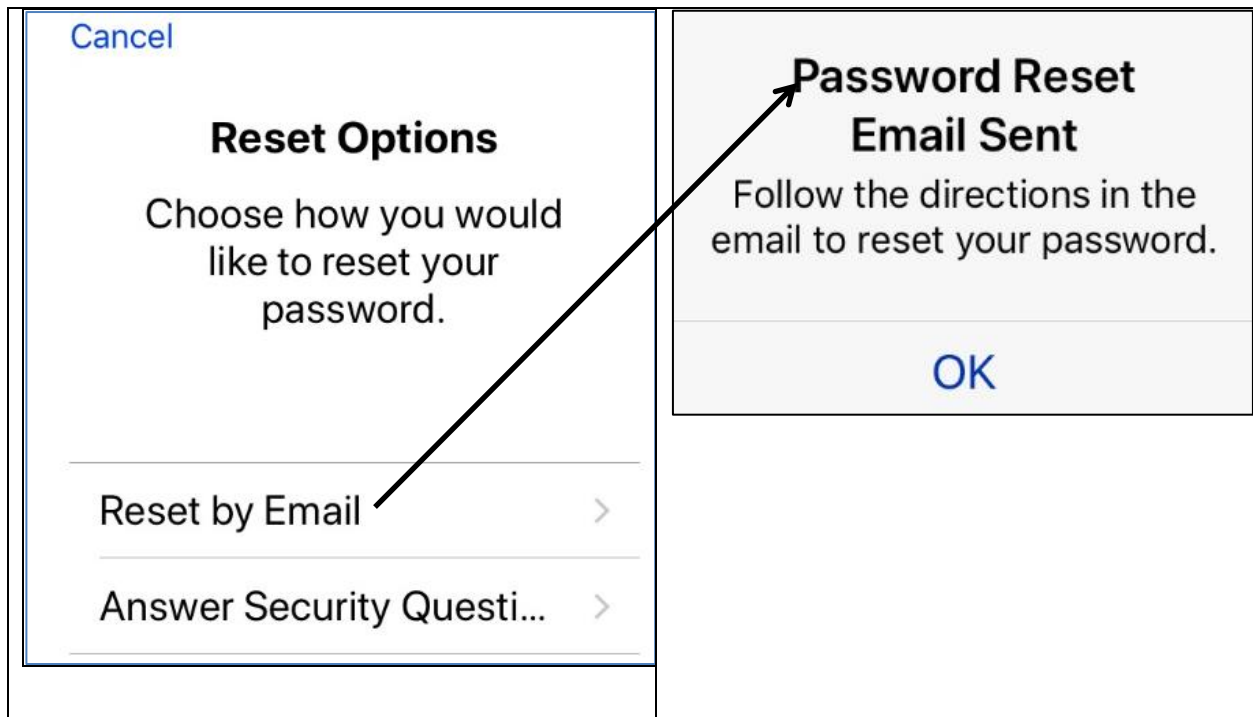 Cancel
Reset Options
Choose how you would
like to reset your
password.
Reset by Email
Answer Security Questi...
Password Reset
Email Sent
Follow the directions in the
email to reset your password.
OK